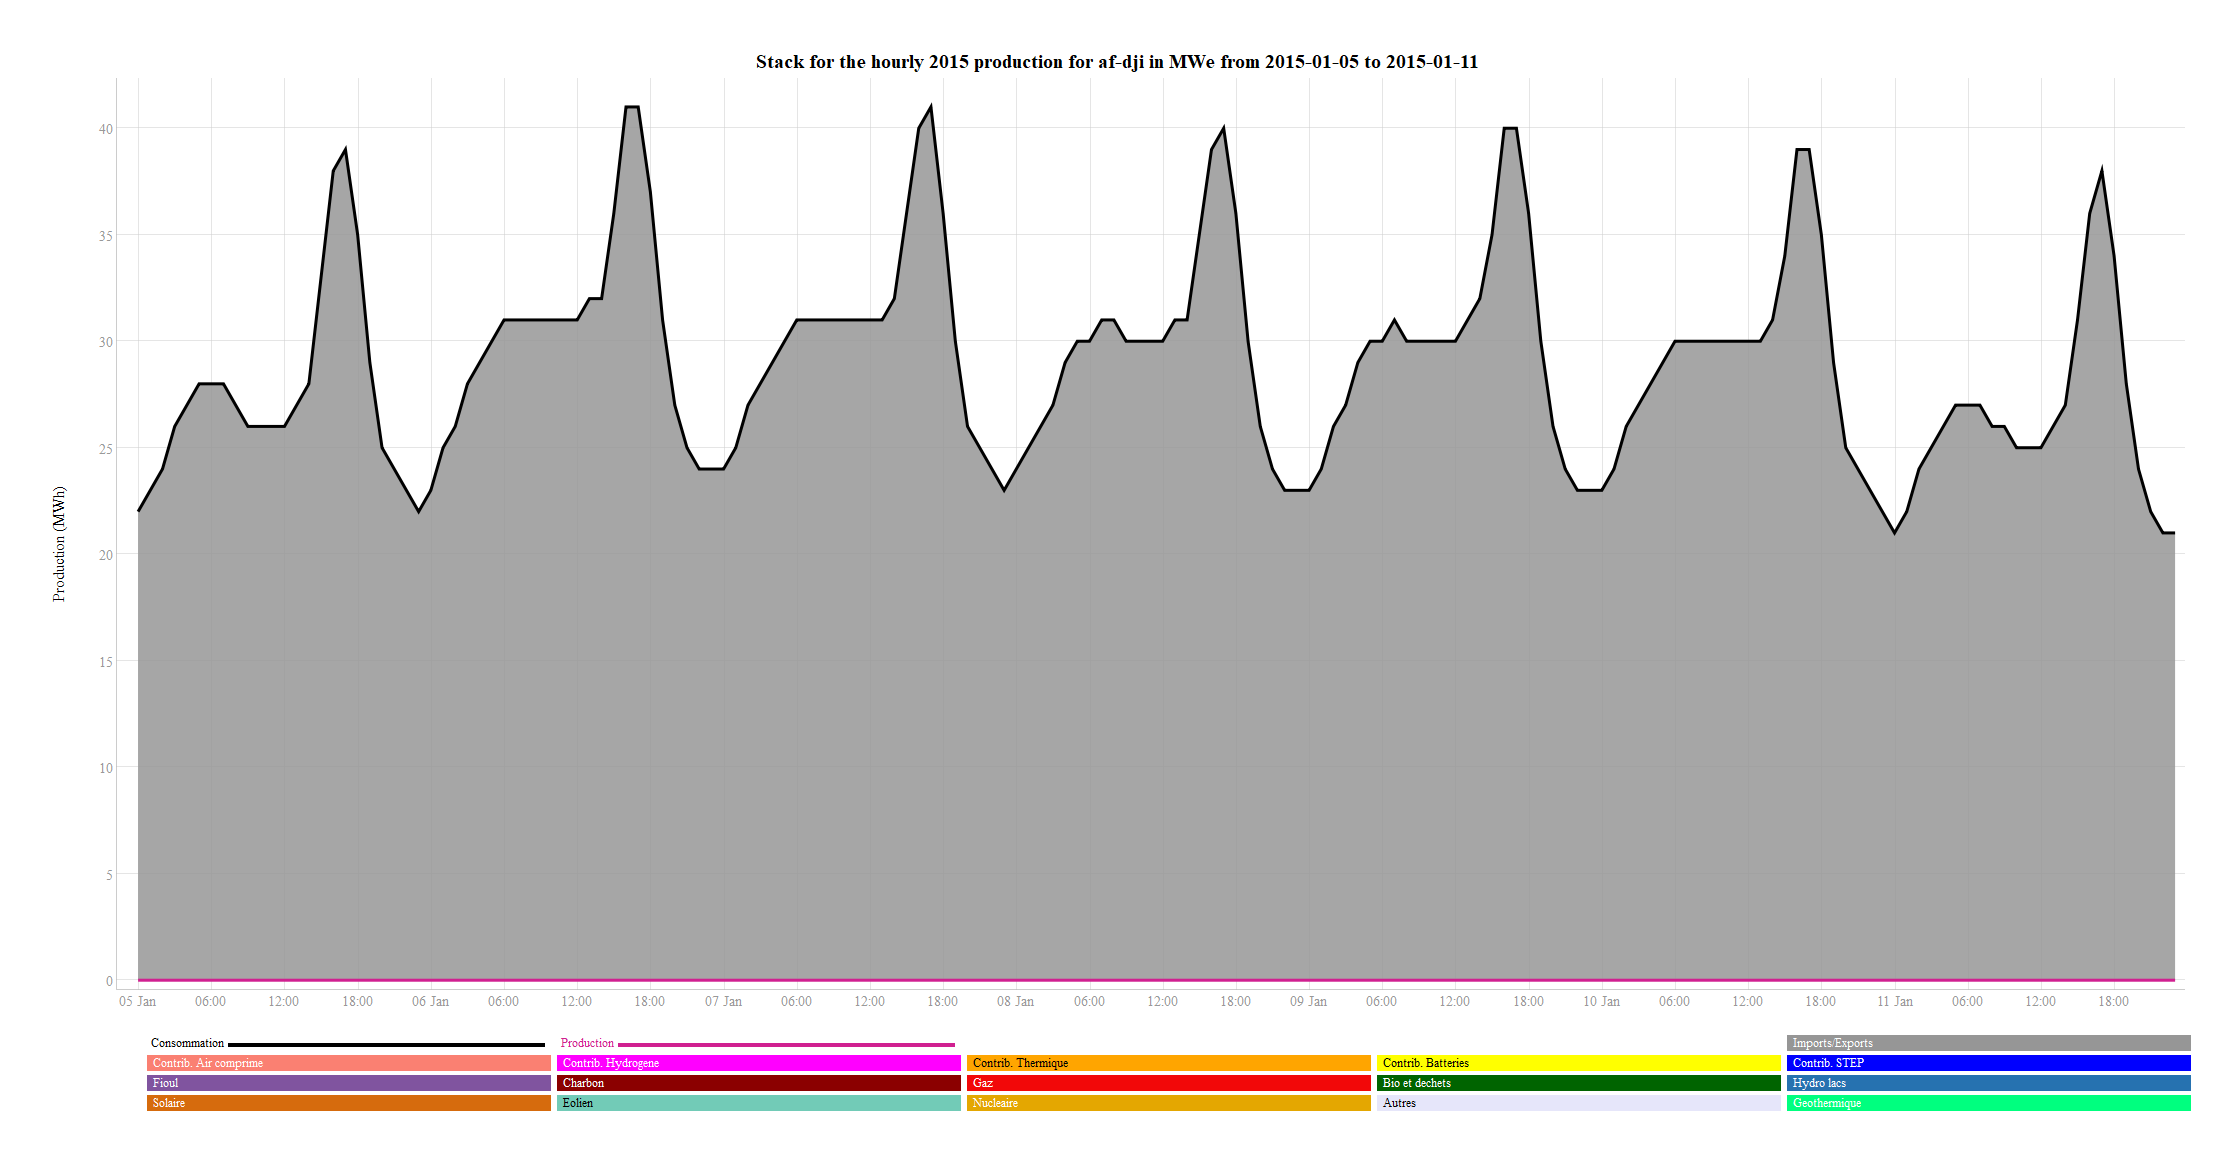 Stack for the hourly 2015 production for af-dji in MWe from 2015-01-05 to 2015-01-11
Production (MWh)
40
35
30
25
20
15
10
5
0
05 Jan 06:00 12:00 18:00 06 Jan 06:00 12:00 18:00 07 Jan 06:00 12:00 18:00 08 Jan 06:00 12:00 18:00 09 Jan 06:00 12:00 18:00 10 Jan 06:00 12:00 18:00 11 Jan 06:00 12:00 18:00
Consommation Production Imports/Exports
Contrib. Air comprime Contrib. Hydrogene Contrib. Thermique Contrib. Batteries Contrib. STEP
Fioul Charbon Gaz Bio et dechets Hydro lacs
Solaire Eolien Nucleaire Autres Geothermique